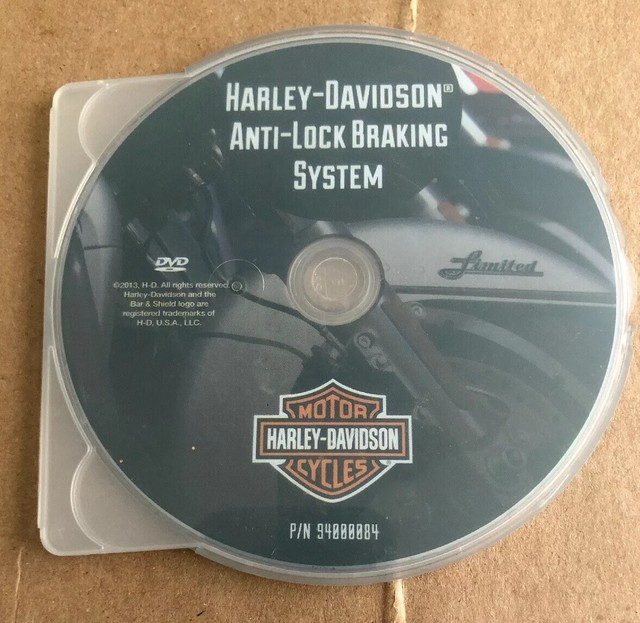 HARLEY-DAVIDSON®
ANTI-LOCK BRAKING
SYSTEM
Limited
DVD
©2013, H-D. All rights reserved.
Harley-Davidson and the
Bar & Shield logo are
registered trademarks of
H-D, U.S.A., LLC.
MOTOR
HARLEY-DAVIDSON
CYCLES
P/N 94000084